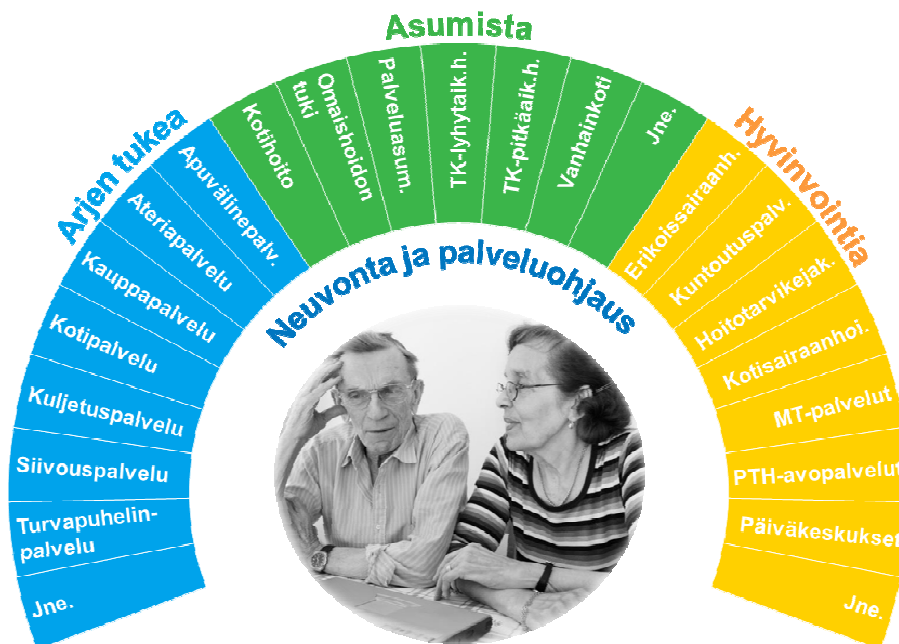 Asumista
Arjen tukea
Hyvinvointia
Jne.
Turvapuhelin-
palvelu
Siivouspalvelu
Kuljetuspalvelu
Kotipalvelu
Kauppapalvelu
Ateriapalvelu
Apuvälinepalv.
Kotihoito
Omaishoidon
tuki
Palveluasum.
TK-lyhytaik.h.
TK-pitkäaik.h.
Vanhainkoti
Jne.
Erikoissairaanh.
Kuntoutuspalv.
Hoitotarvikejak.
Kotisairaanhoi.
MT-palvelut
PTH-avopalvelut
Päiväkeskukset
Jne.
Neuvonta ja palveluohjaus